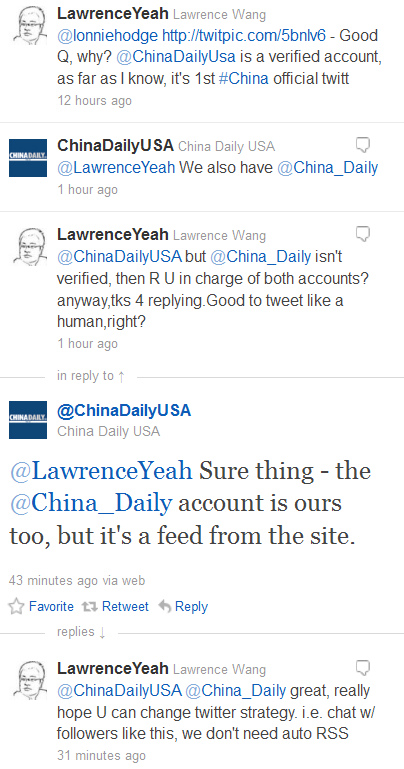 LawrenceYeah Lawrence Wang
@lonniehodge http://twitpic.com/5bnlv6 - Good
Q, why? @ChinaDailyUsa is a verified account,
as far as I know, it's 1st #China official twitt
12 hours ago
CHINADAILY
ChinaDailyUSA China Daily USA
@LawrenceYeah We also have @China_Daily
1 hour ago
LawrenceYeah Lawrence Wang
@ChinaDailyUSA but @China_Daily isn't
verified, then R U in charge of both accounts?
anyway,tks 4 replying.Good to tweet like a
human,right?
1 hour ago
in reply to ↑
CHINADAILY
@ChinaDailyUSA
China Daily USA
@LawrenceYeah Sure thing - the
@China_Daily account is ours
too, but it's a feed from the site.
43 minutes ago via web
Favorite Retweet Reply
replies ↓
LawrenceYeah Lawrence Wang
@ChinaDailyUSA @China_Daily great, really
hope U can change twitter strategy. i.e. chat w/
followers like this, we don't need auto RSS
31 minutes ago